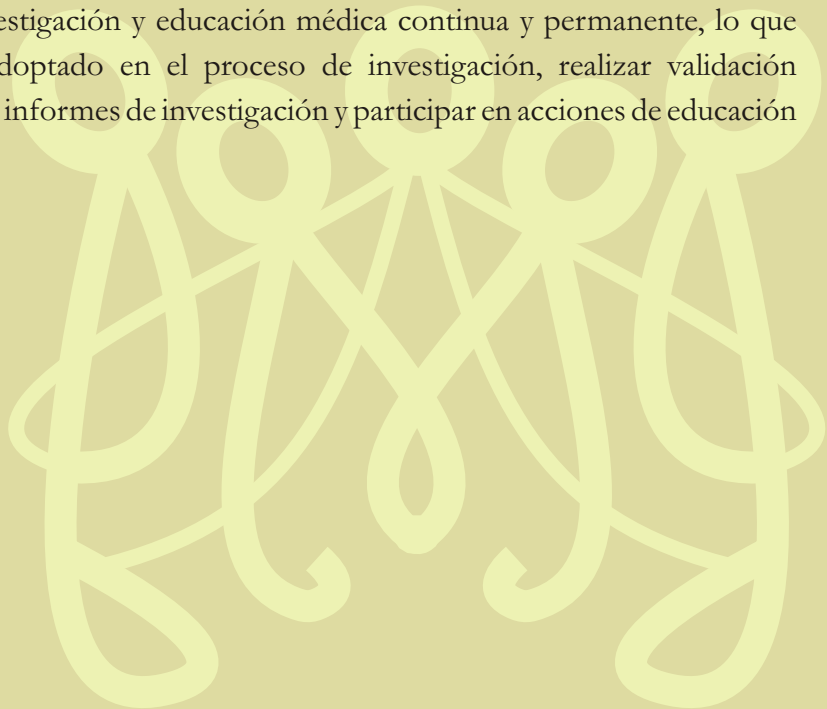 estigación y educación médica continua y permanente, lo que
doptado en el proceso de investigación, realizar validación
informes de investigación y participar en acciones de educación